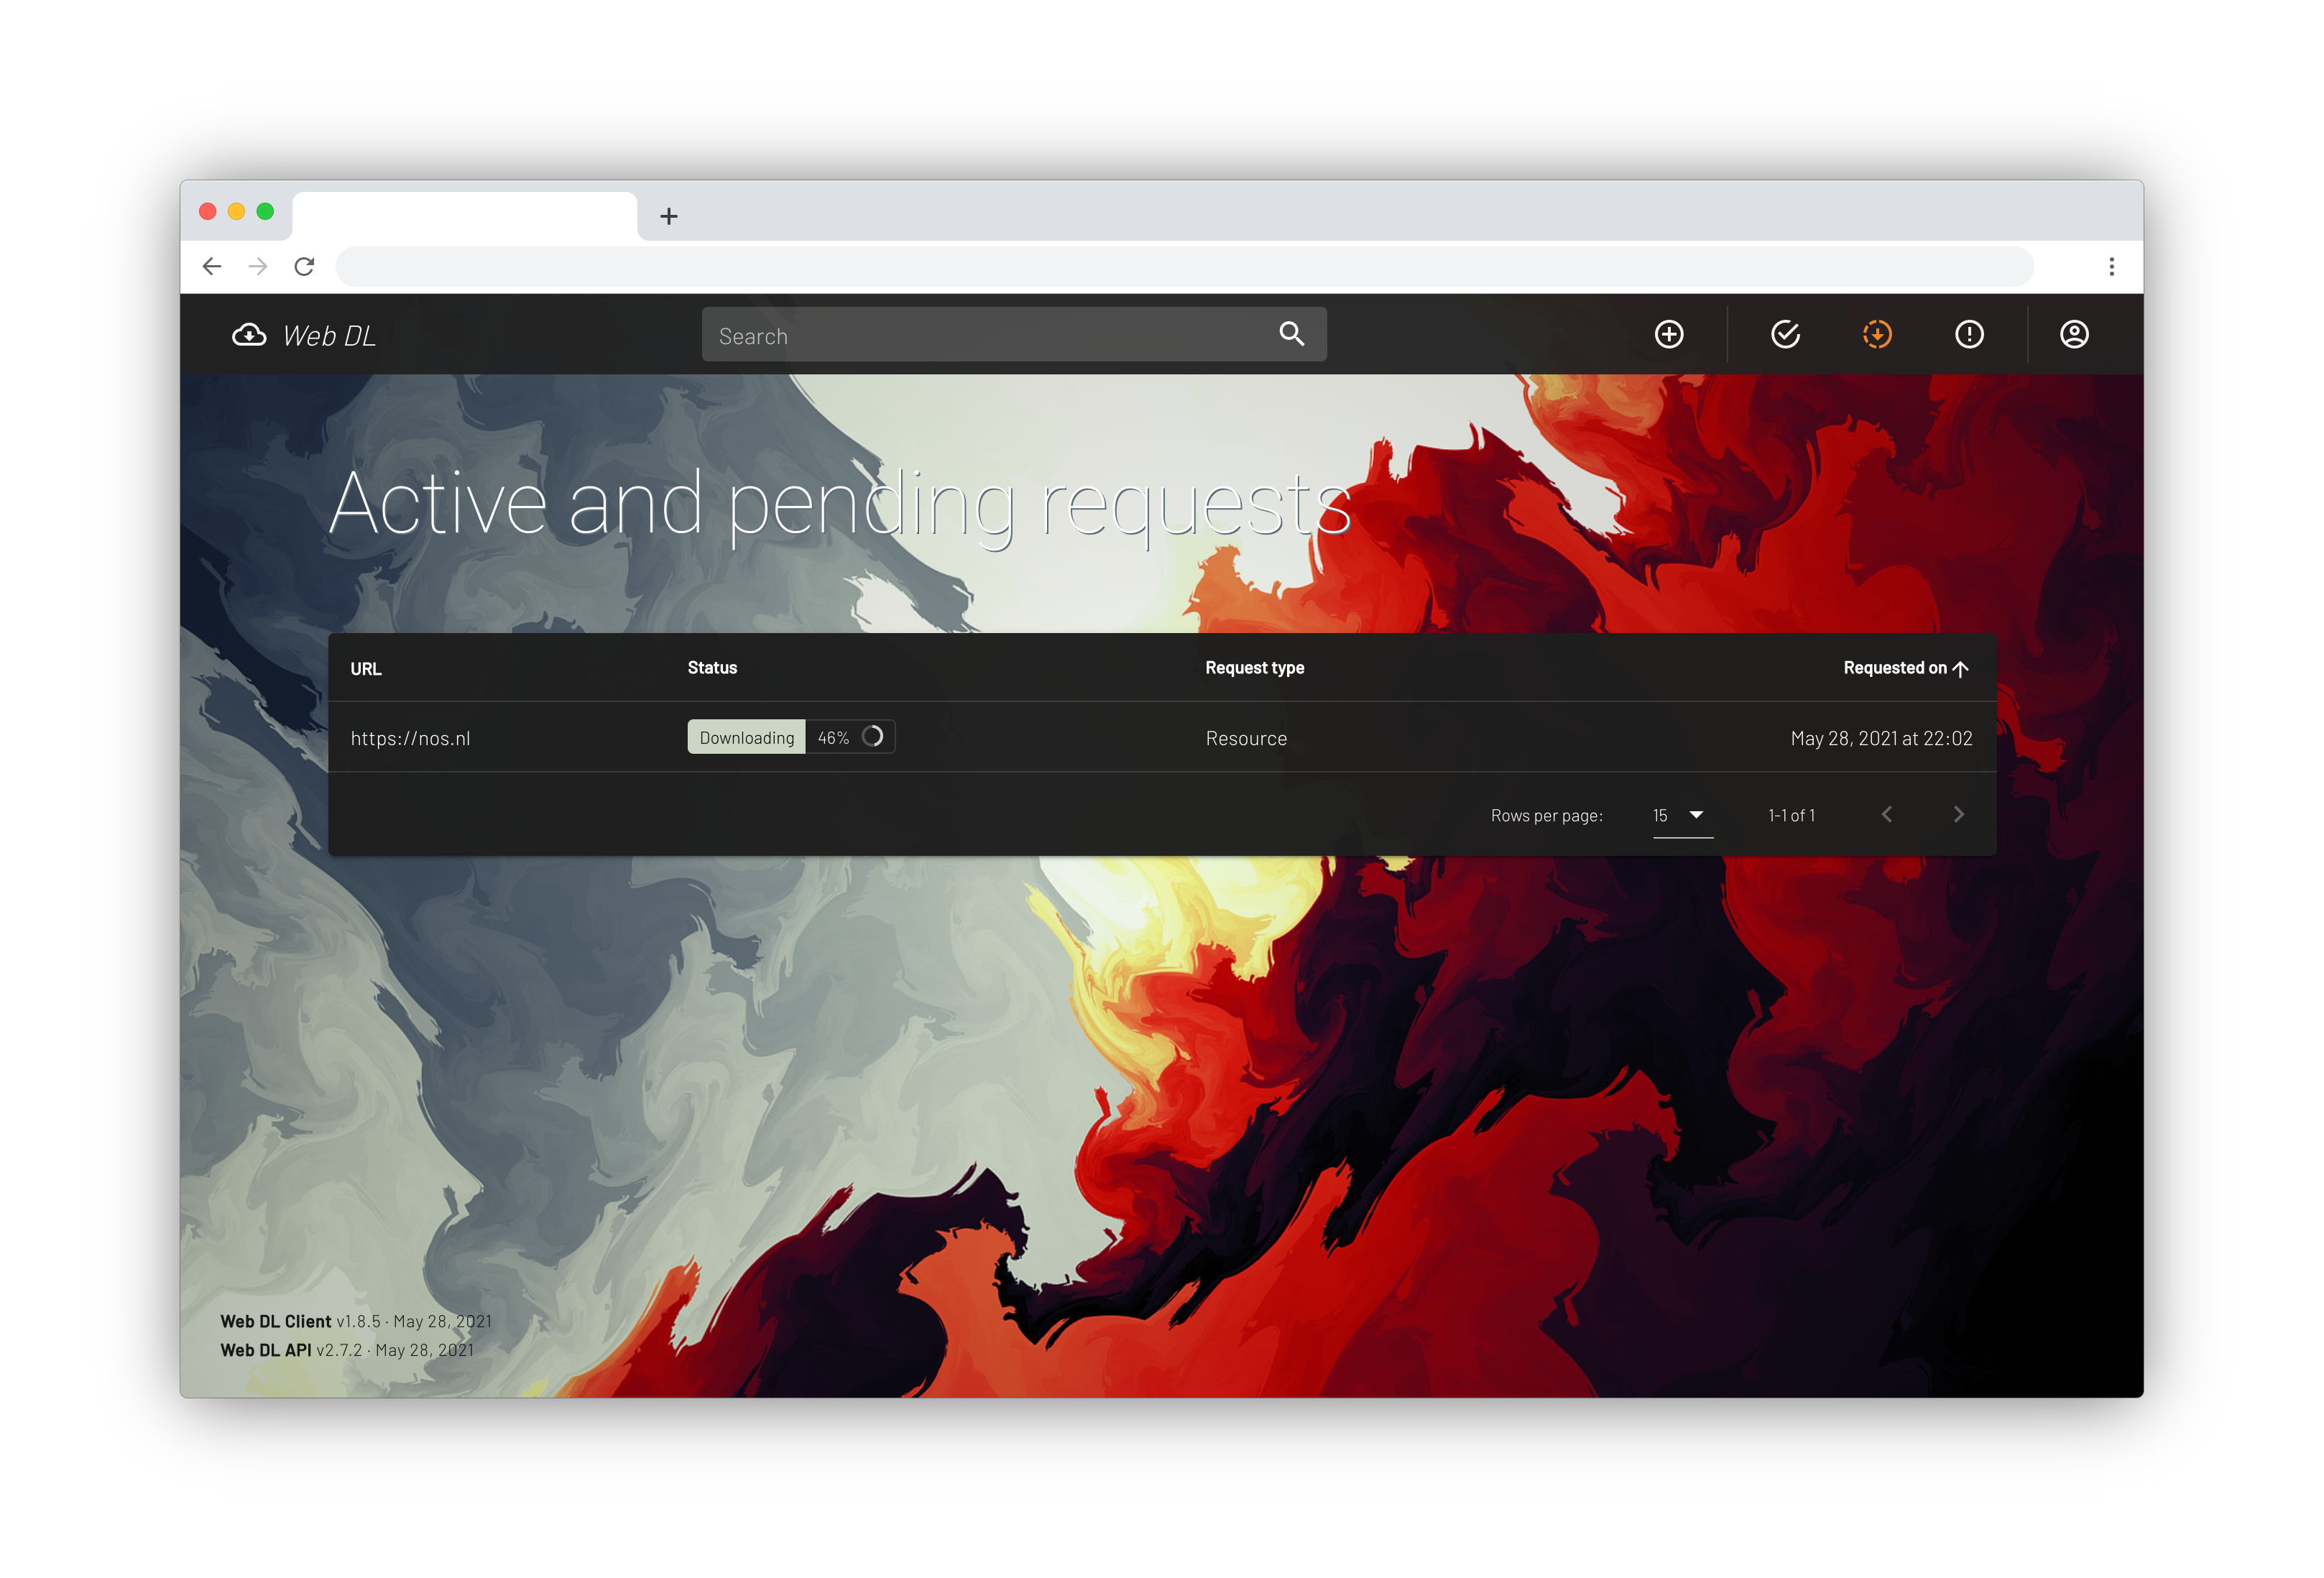 Web DL
Search
Active and pending requests
URL Status Request type Requested on
https://nos.nl Downloading 46% Resource May 28, 2021 at 22:02
Rows per page: 15 1-1 of 1
Web DL Client v1.8.5 · May 28, 2021
Web DL API v2.7.2 · May 28, 2021